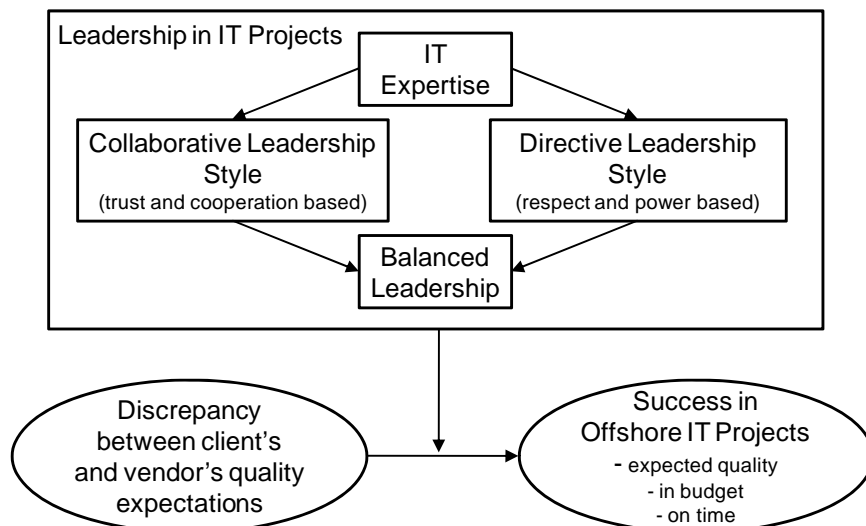 Leadership in IT Projects
IT
Expertise
Collaborative Leadership
Style
(trust and cooperation based)
Directive Leadership
Style
(respect and power based)
Balanced
Leadership
Discrepancy
between client's
and vendor's quality
expectations
Success in
Offshore IT Projects
- expected quality
- in budget
- on time